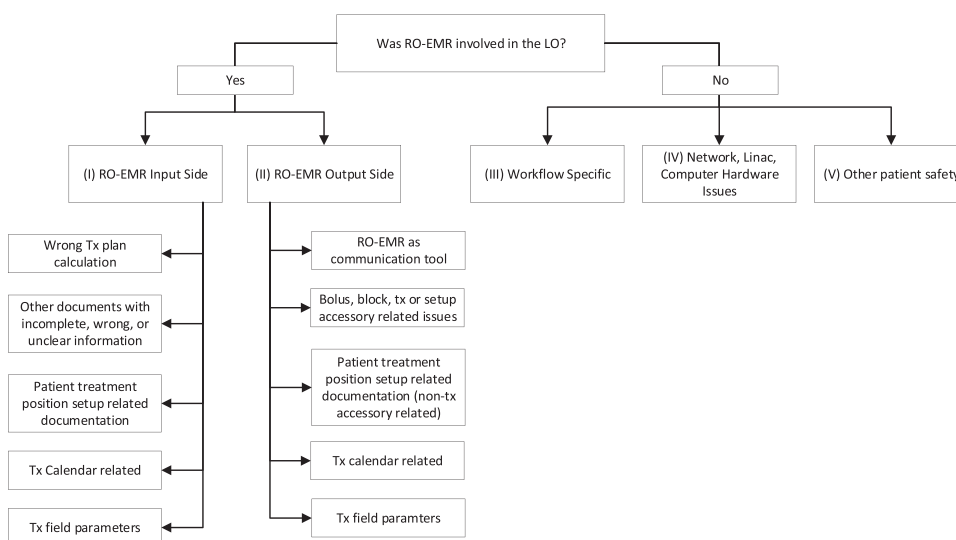 Was RO-EMR involved in the LO?
Yes
No
(I) RO-EMR Input Side
(II) RO-EMR Output Side
(III) Workflow Specific
(IV) Network, Linac,
Computer Hardware
Issues
(V) Other patient safety
Wrong Tx plan
calculation
Other documents with
incomplete, wrong, or
unclear information
Patient treatment
position setup related
documentation
Tx Calendar related
Tx field parameters
RO-EMR as
communication tool
Bolus, block, tx or setup
accessory related issues
Patient treatment
position setup related
documentation (non-tx
accessory related)
Tx calendar related
Tx field paramters